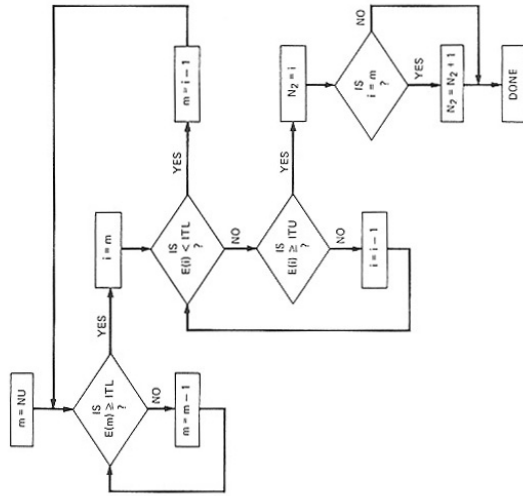 m = NU
IS
E(m) ≥ ITL
?
YES
NO
m = m – 1
i = m
IS
E(i) < ITL
?
YES
NO
m = i – 1
IS
E(i) ≥ ITU
?
YES
NO
i = i – 1
N₂ = i
IS
i = m
?
NO
YES
N₂ = N₂ + 1
DONE